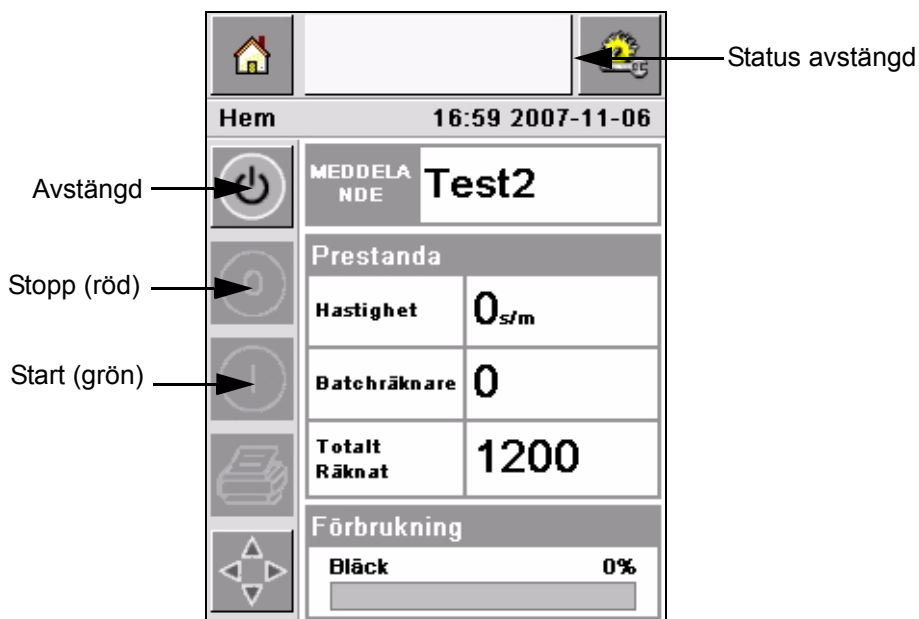 Status avstängd
Hem 16:59 2007-11-06
Avstängd
MEDDELA
NDE
Test2
Stopp (röd)
Prestanda
Hastighet 0s/m
Start (grön)
Batchräknare 0
Totalt
Räknat
1200
Förbrukning
Bläck 0%